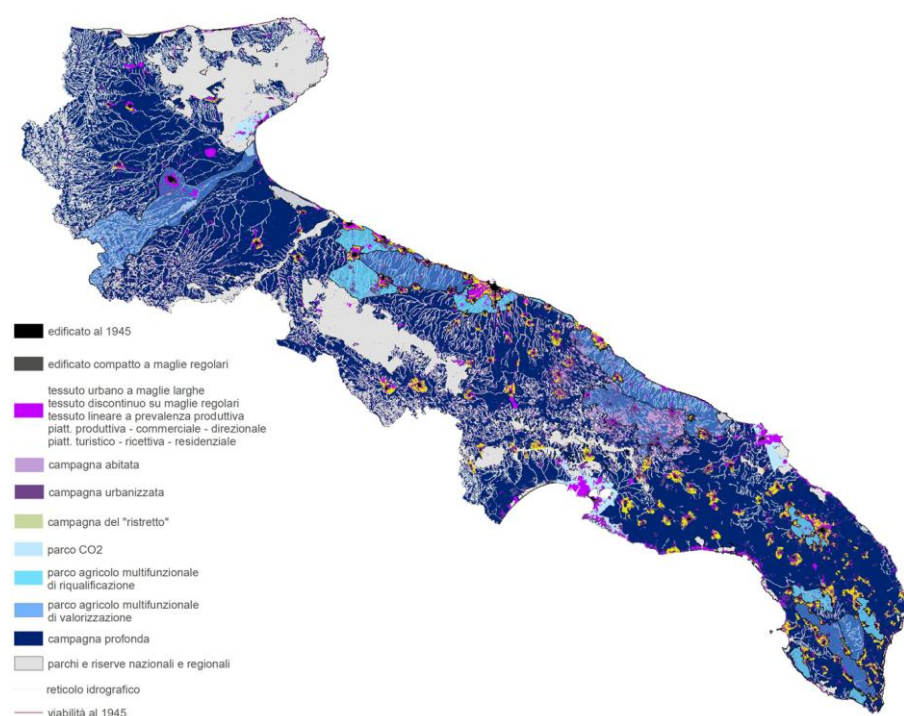 edificato al 1945
edificato compatto a maglie regolari
tessuto urbano a maglie larghe
tessuto discontinuo su maglie regolari
tessuto lineare a prevalenza produttiva
piatt. produttiva - commerciale - direzionale
piatt. turistico - ricettiva - residenziale
campagna abitata
campagna urbanizzata
campagna del "ristretto"
parco CO2
parco agricolo multifunzionale
di riqualificazione
parco agricolo multifunzionale
di valorizzazione
campagna profonda
parchi e riserve nazionali e regionali
reticolo idrografico
viabilità al 1945